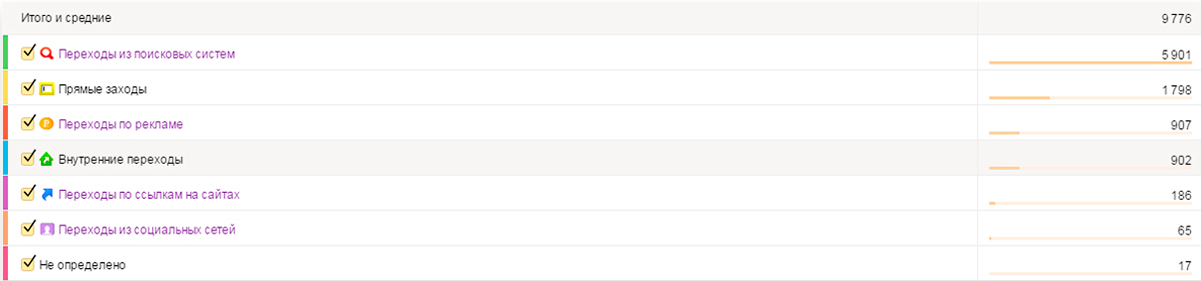 Итого и средние 9 776
Переходы из поисковых систем 5 901
Прямые заходы 1 798
Переходы по рекламе 907
Внутренние переходы 902
Переходы по ссылкам на сайтах 186
Переходы из социальных сетей 65
Не определено 17